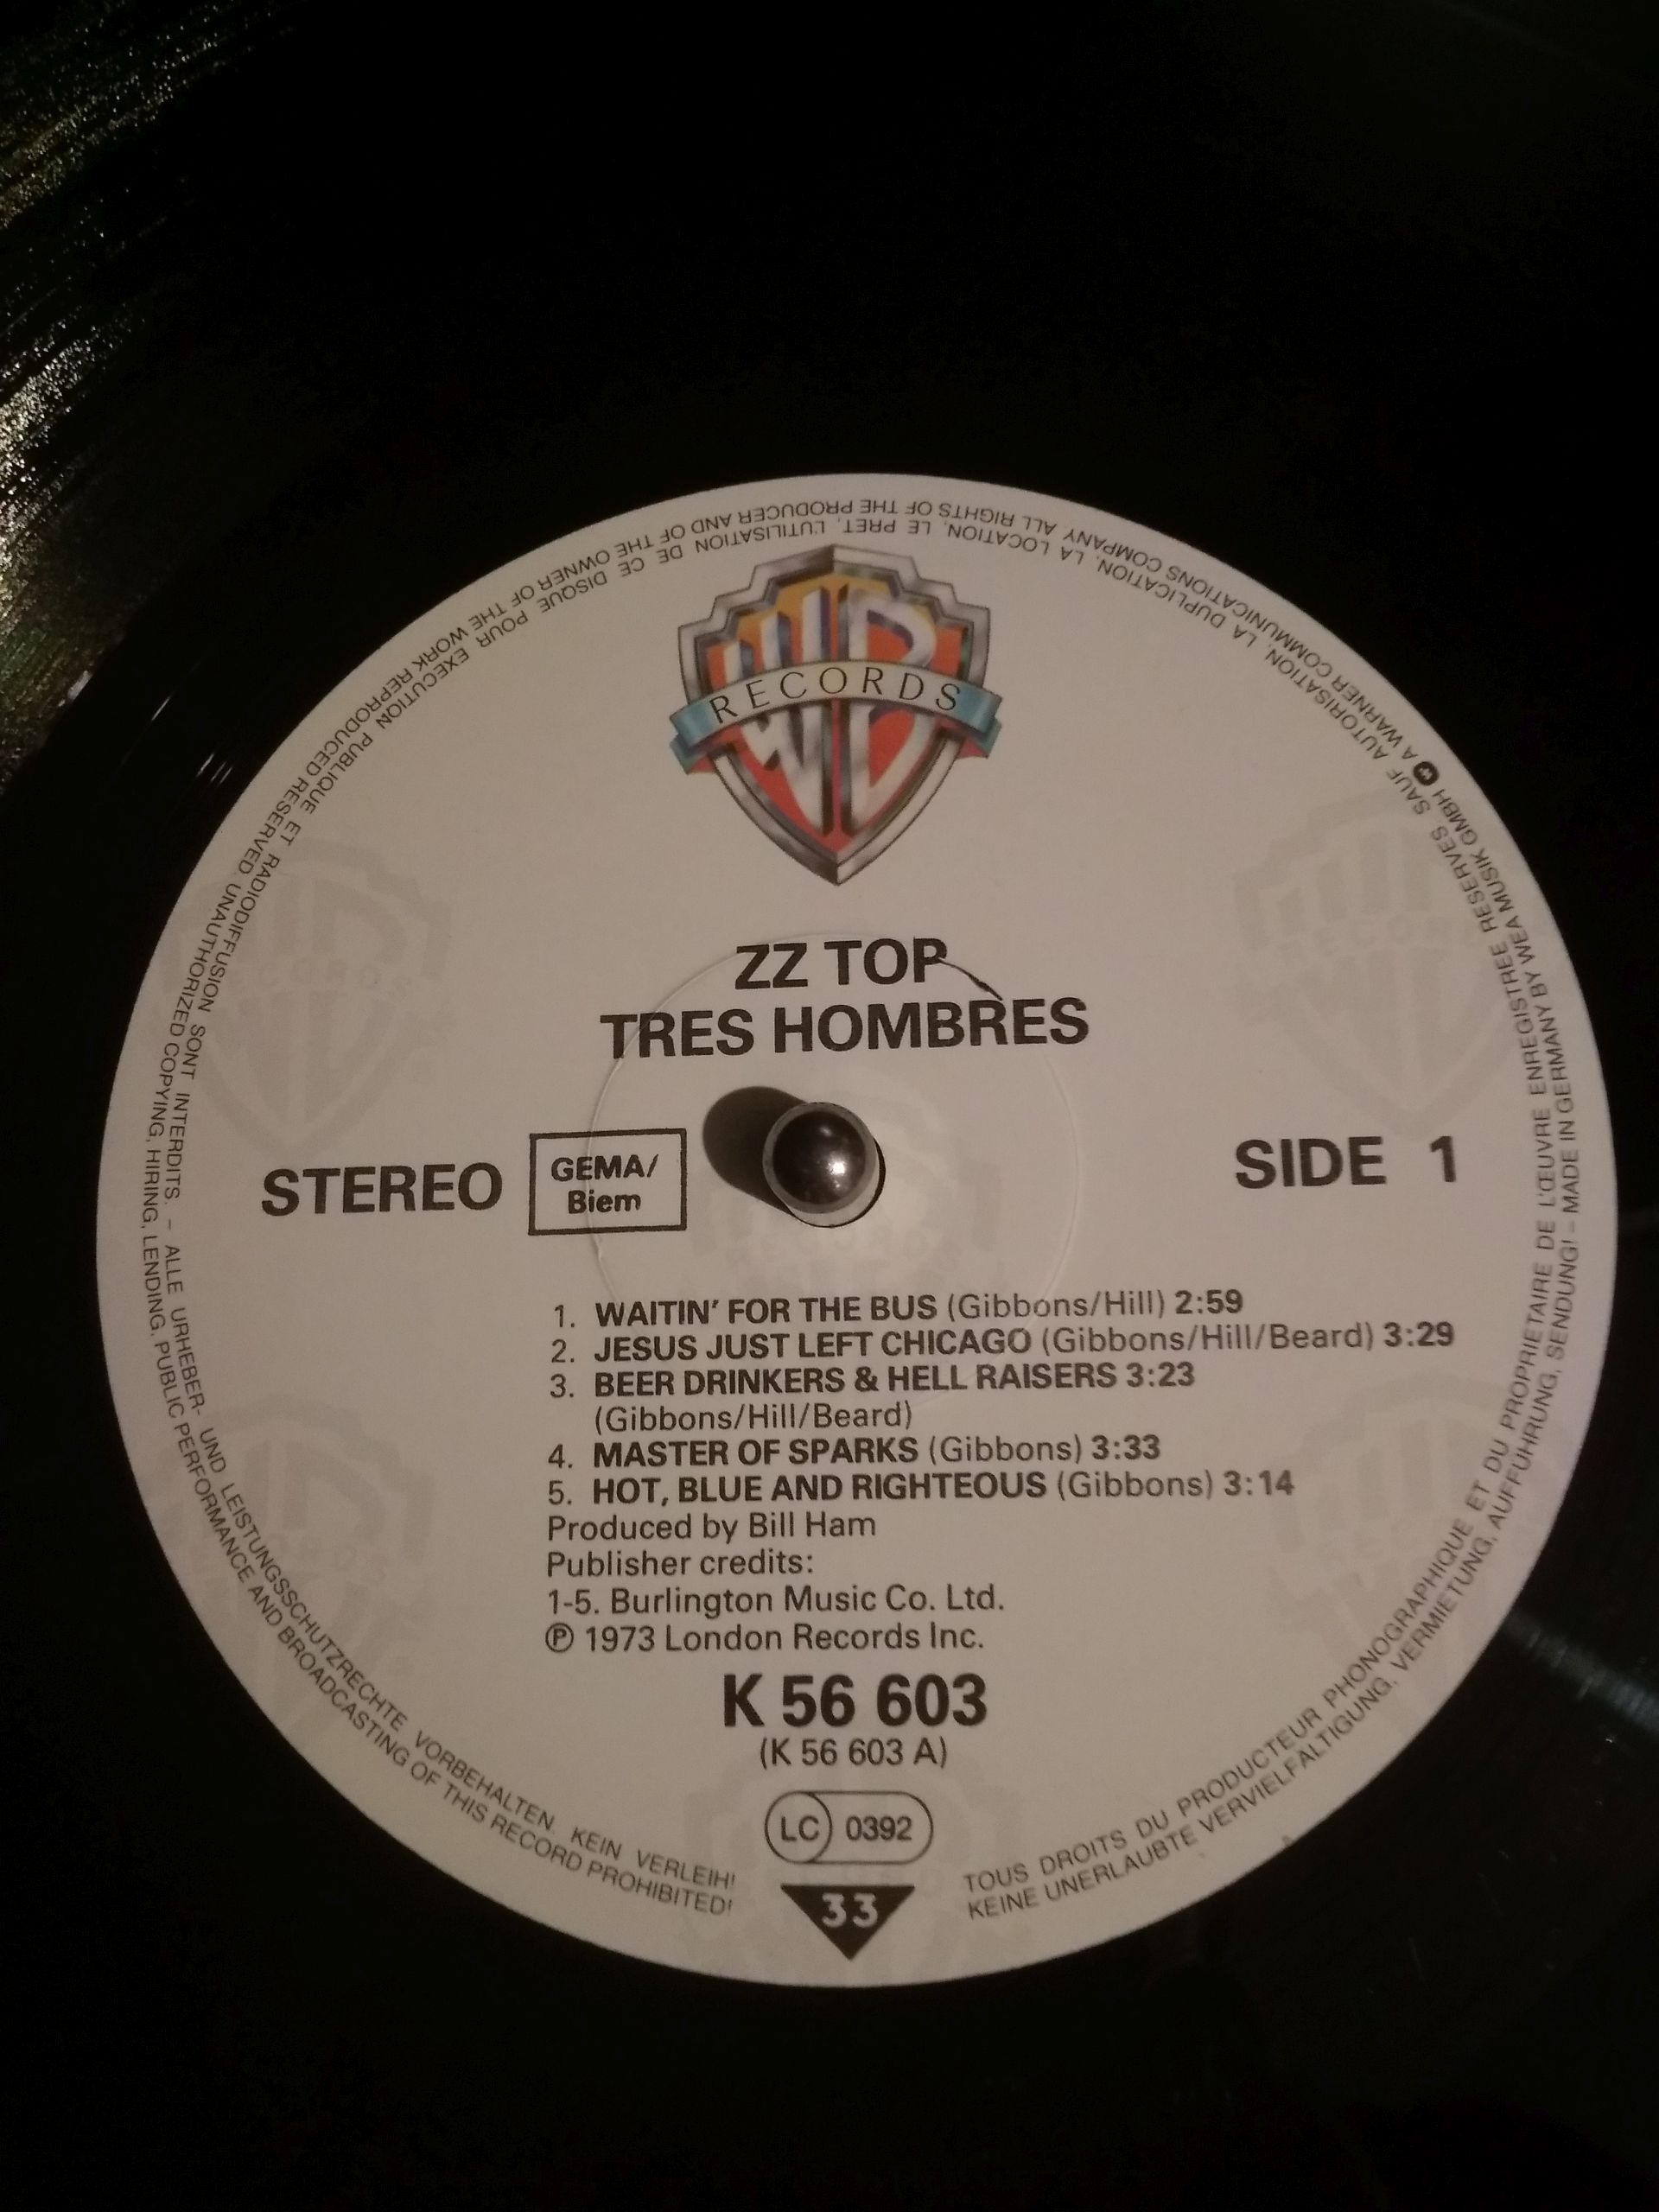 WB
RECORDS
ZZ TOP
TRES HOMBRES
STEREO
GEMA/
Biem
SIDE 1
1. WAITIN' FOR THE BUS (Gibbons/Hill) 2:59
2. JESUS JUST LEFT CHICAGO (Gibbons/Hill/Beard) 3:29
3. BEER DRINKERS & HELL RAISERS 3:23
(Gibbons/Hill/Beard)
4. MASTER OF SPARKS (Gibbons) 3:33
5. HOT, BLUE AND RIGHTEOUS (Gibbons) 3:14
Produced by Bill Ham
Publisher credits:
1-5. Burlington Music Co. Ltd.
℗ 1973 London Records Inc.
K 56 603
(K 56 603 A)
LC 0392
33
TOUS DROITS DU PRODUCTEUR PHONOGRAPHIQUE ET DU PROPRIETAIRE DE L'ŒUVRE ENREGISTREE RESERVES. SAUF AUTORISATION, LA DUPLICATION, LA LOCATION, LE PRET, L'UTILISATION DE CE DISQUE POUR EXECUTION PUBLIQUE ET RADIODIFFUSION SONT INTERDITS. – ALLE URHEBER- UND LEISTUNGSSCHUTZRECHTE VORBEHALTEN. KEIN VERLEIH!
KEINE UNERLAUBTE VERVIELFÄLTIGUNG, VERMIETUNG, AUFFÜHRUNG, SENDUNG! – MADE IN GERMANY BY WEA MUSIK GMBH A WARNER COMMUNICATIONS COMPANY. ALL RIGHTS OF THE PRODUCER AND OF THE OWNER OF THE WORK REPRODUCED RESERVED. UNAUTHORIZED COPYING, HIRING, LENDING, PUBLIC PERFORMANCE AND BROADCASTING OF THIS RECORD PROHIBITED!